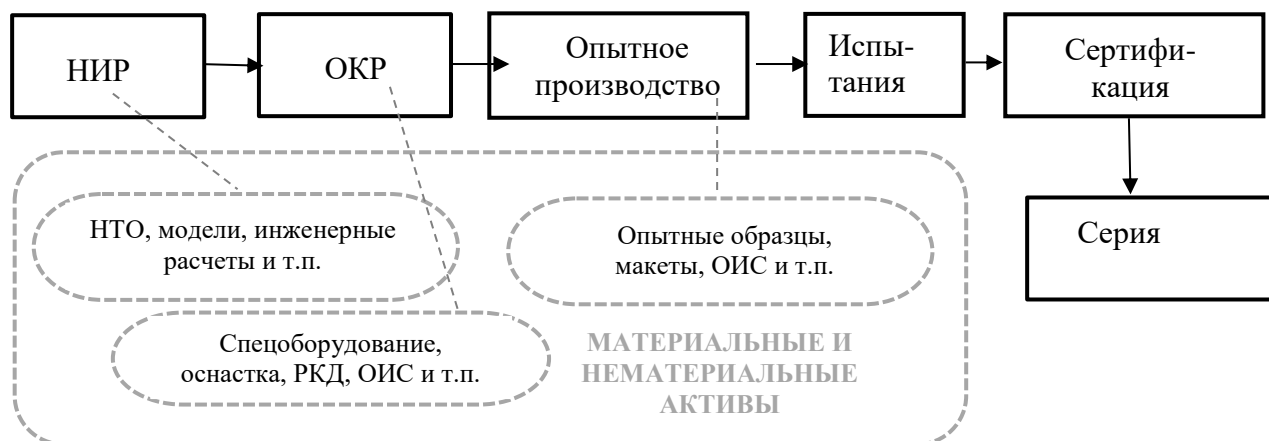 НИР
ОКР
Опытное
производство
Испы-
тания
Сертифи-
кация
Серия
НТО, модели, инженерные
расчеты и т.п.
Опытные образцы,
макеты, ОИС и т.п.
Спецоборудование,
оснастка, РКД, ОИС и т.п.
МАТЕРИАЛЬНЫЕ И
НЕМАТЕРИАЛЬНЫЕ
АКТИВЫ